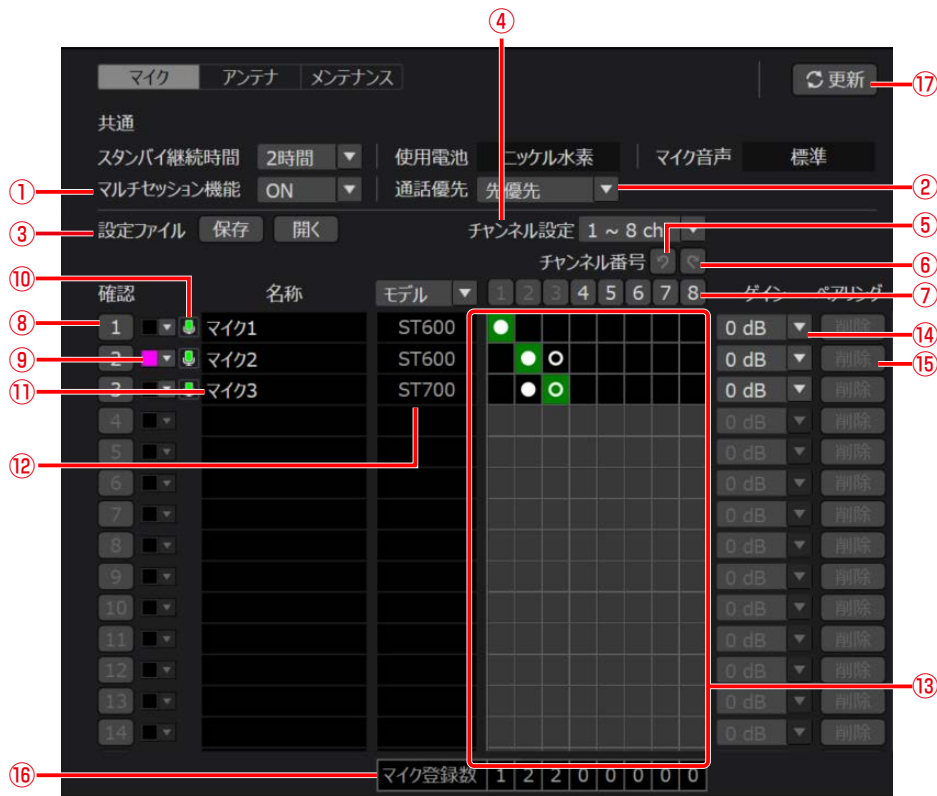 ④
マイク アンテナ メンテナンス 更新 ⑰
共通
スタンバイ継続時間 2時間 使用電池 ニッケル水素 マイク音声 標準
① マルチセッション機能 ON 通話優先 先優先 ②
③ 設定ファイル 保存 開く チャンネル設定 1 ~ 8 ch ⑤
チャンネル番号 ⑥
⑩ 確認 名称 モデル 1 2 3 4 5 6 7 8 ⑦ ゲイン ペアリング
⑧ 1 マイク1 ST600 0 dB 削除 ⑭
⑨ 2 マイク2 ST600 0 dB 削除 ⑮
⑪ 3 マイク3 ST700 0 dB 削除
4 0 dB 削除
⑫ 5 0 dB 削除
6 0 dB 削除
7 0 dB 削除
8 0 dB 削除
9 0 dB 削除
10 0 dB 削除
11 0 dB 削除
12 0 dB 削除 ⑬
13 0 dB 削除
14 0 dB 削除
⑯ マイク登録数 1 2 2 0 0 0 0 0